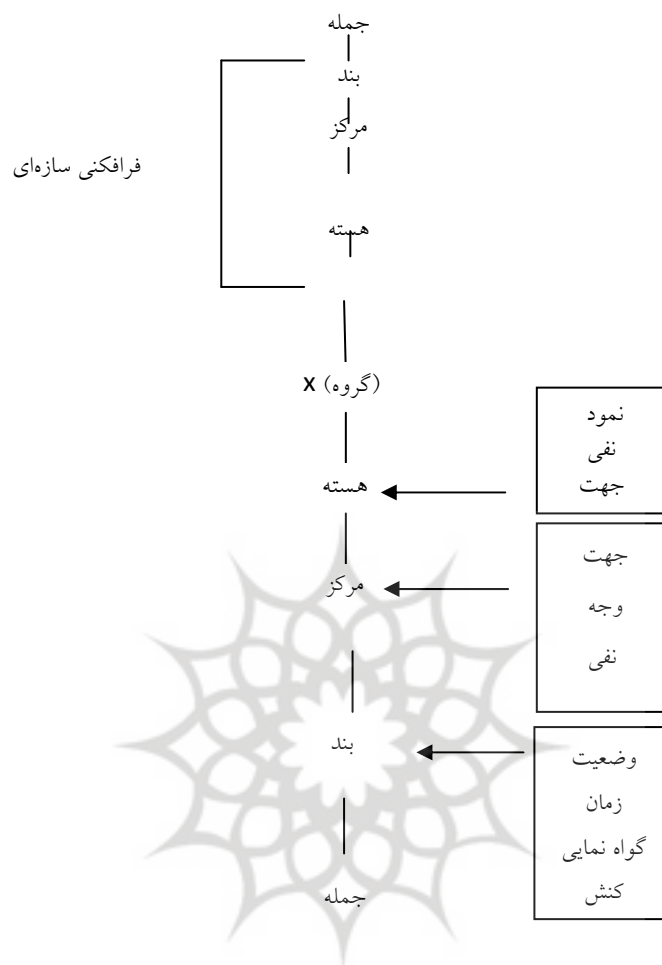 جمله
بند
مرکز
فرافکنی سازه‌ای
هسته
X (گروه)
نمود
نفی
جهت
هسته
جهت
وجه
نفی
مرکز
بند
وضعیت
زمان
گواه نمایی
کنش
جمله